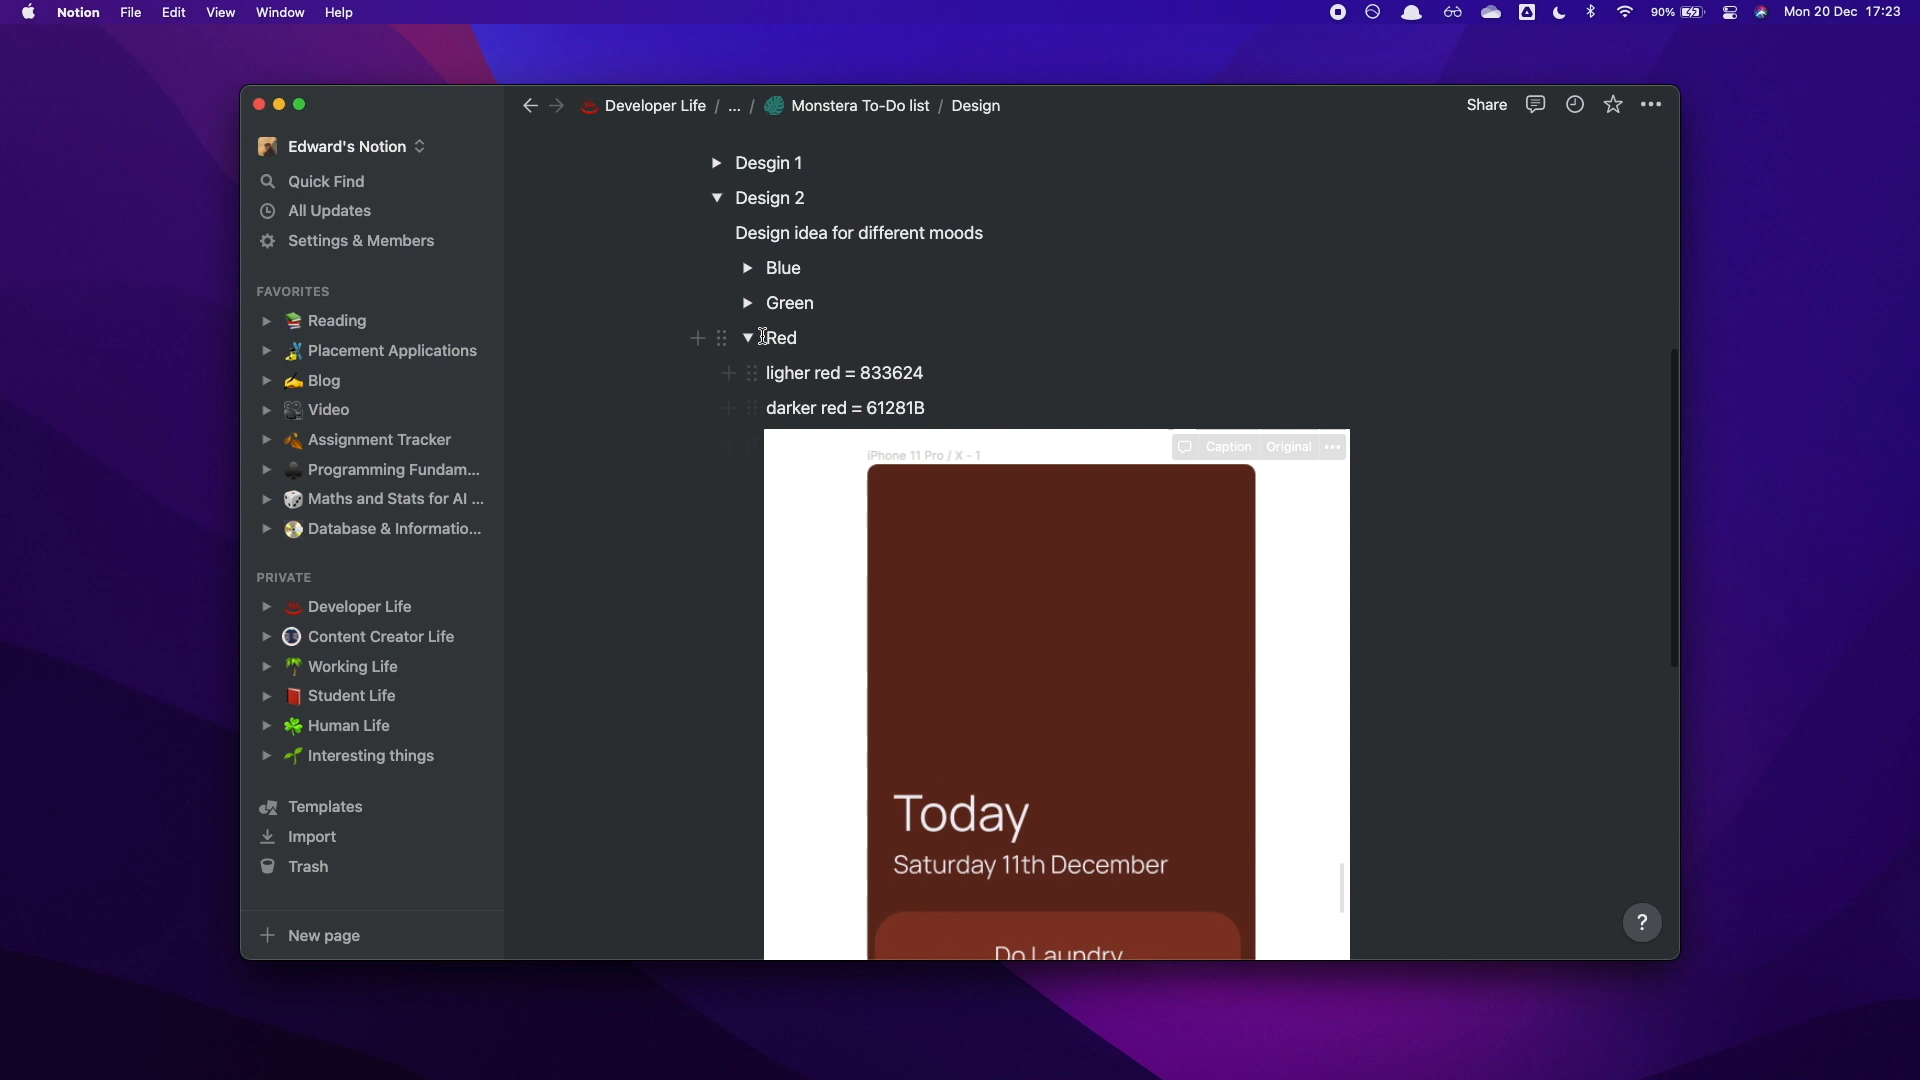 Notion File Edit View Window Help
90% Mon 20 Dec 17:23
Developer Life / ... / Monstera To-Do list / Design
Share
Edward's Notion
Quick Find
All Updates
Settings & Members
FAVORITES
Reading
Placement Applications
Blog
Video
Assignment Tracker
Programming Fundam...
Maths and Stats for AI ...
Database & Informatio...
PRIVATE
Developer Life
Content Creator Life
Working Life
Student Life
Human Life
Interesting things
Templates
Import
Trash
New page
Desgin 1
Design 2
Design idea for different moods
Blue
Green
Red
ligher red = 833624
darker red = 61281B
Caption Original
iPhone 11 Pro / X - 1
Today
Saturday 11th December
Do Laundry
?